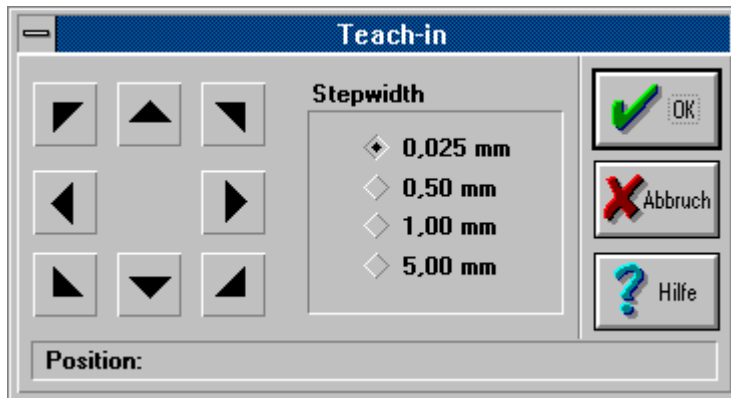 Teach-in
Stepwidth
0,025 mm
0,50 mm
1,00 mm
5,00 mm
OK
Abbruch
Hilfe
Position: